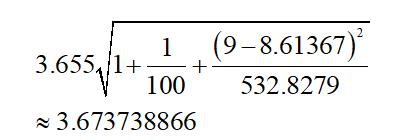 3.655√(1 + 1/100 + (9 − 8.61367)²/532.8279)
≈ 3.673738866